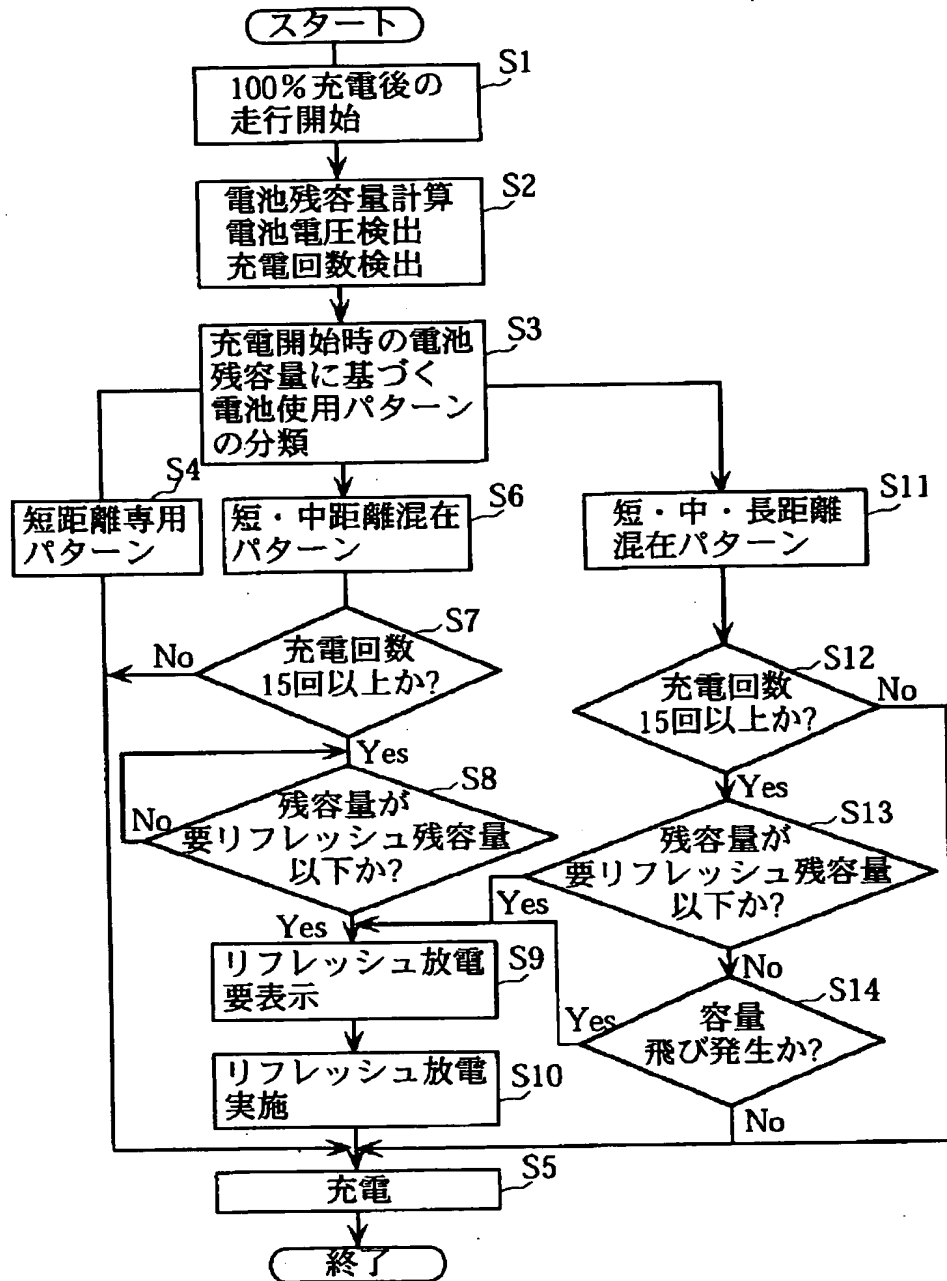 スタート
S1
100%充電後の
走行開始
S2
電池残容量計算
電池電圧検出
充電回数検出
S3
充電開始時の電池
残容量に基づく
電池使用パターン
の分類
S4
短距離専用
パターン
S6
短・中距離混在
パターン
S11
短・中・長距離
混在パターン
S7
充電回数
15回以上か?
No
Yes
S12
充電回数
15回以上か?
No
Yes
S8
残容量が
要リフレッシュ残容量
以下か?
No
Yes
S13
残容量が
要リフレッシュ残容量
以下か?
Yes
No
S9
リフレッシュ放電
要表示
S14
容量
飛び発生か?
Yes
No
S10
リフレッシュ放電
実施
S5
充電
終了